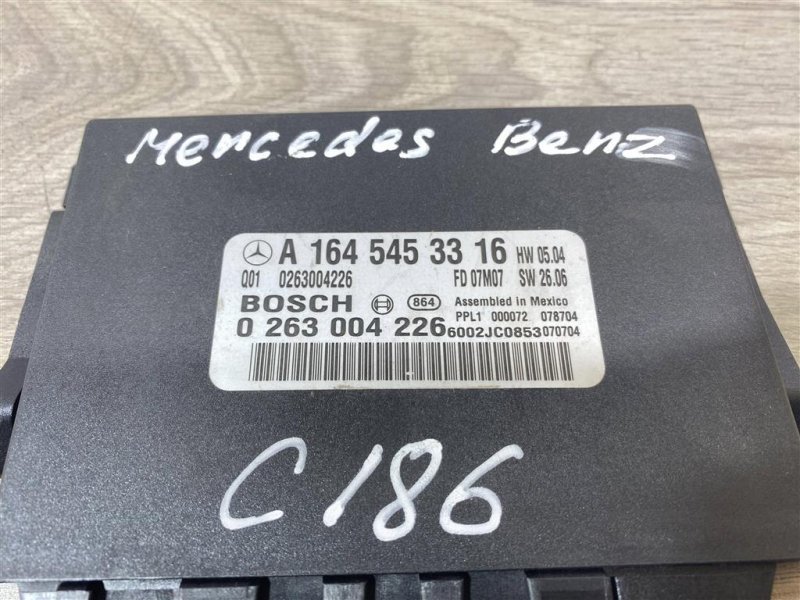 Mercedes Benz
A 164 545 33 16 HW 05.04
Q01 0263004226 FD 07M07 SW 26.06
BOSCH 864 Assembled in Mexico
PPL1 000072 078704
0 263 004 226 6002JC0853070704
C186